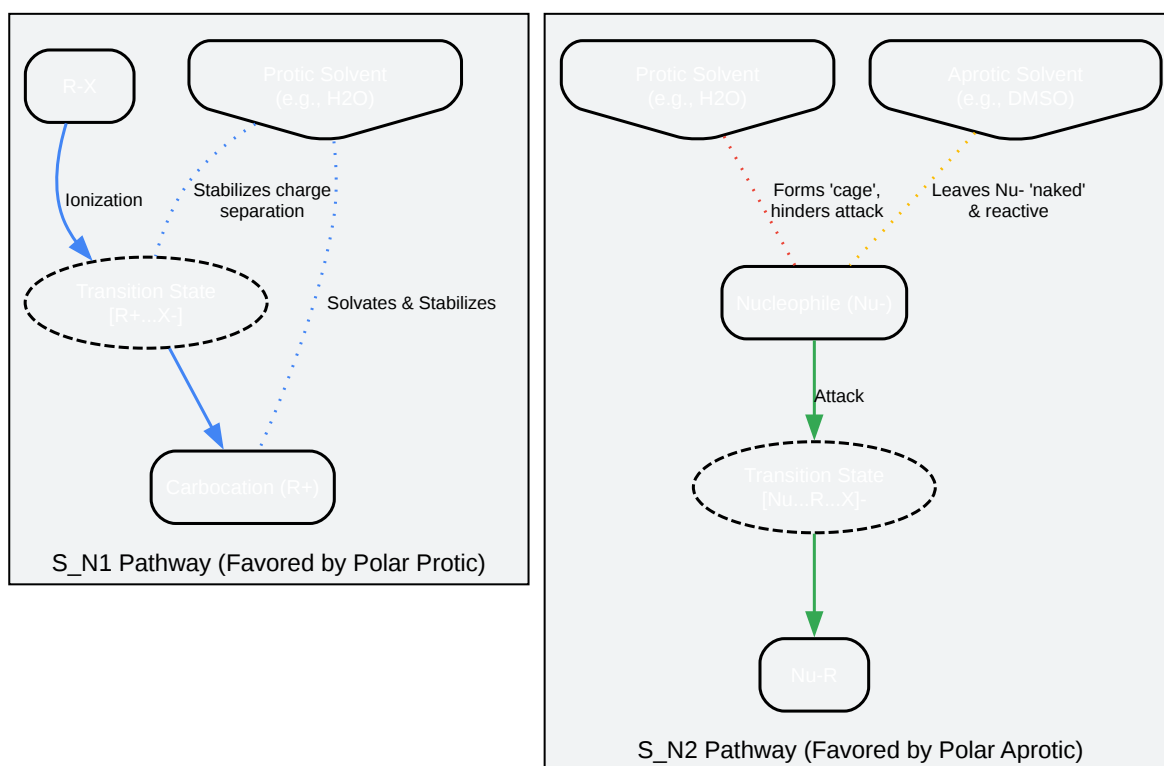 R-X
Protic Solvent
(e.g., H2O)
Ionization
Stabilizes charge
separation
Transition State
[R+...X-]
Solvates & Stabilizes
Carbocation (R+)
S_N1 Pathway (Favored by Polar Protic)
Protic Solvent
(e.g., H2O)
Aprotic Solvent
(e.g., DMSO)
Forms 'cage',
hinders attack
Leaves Nu- 'naked'
& reactive
Nucleophile (Nu-)
Attack
Transition State
[Nu...R...X]-
Nu-R
S_N2 Pathway (Favored by Polar Aprotic)